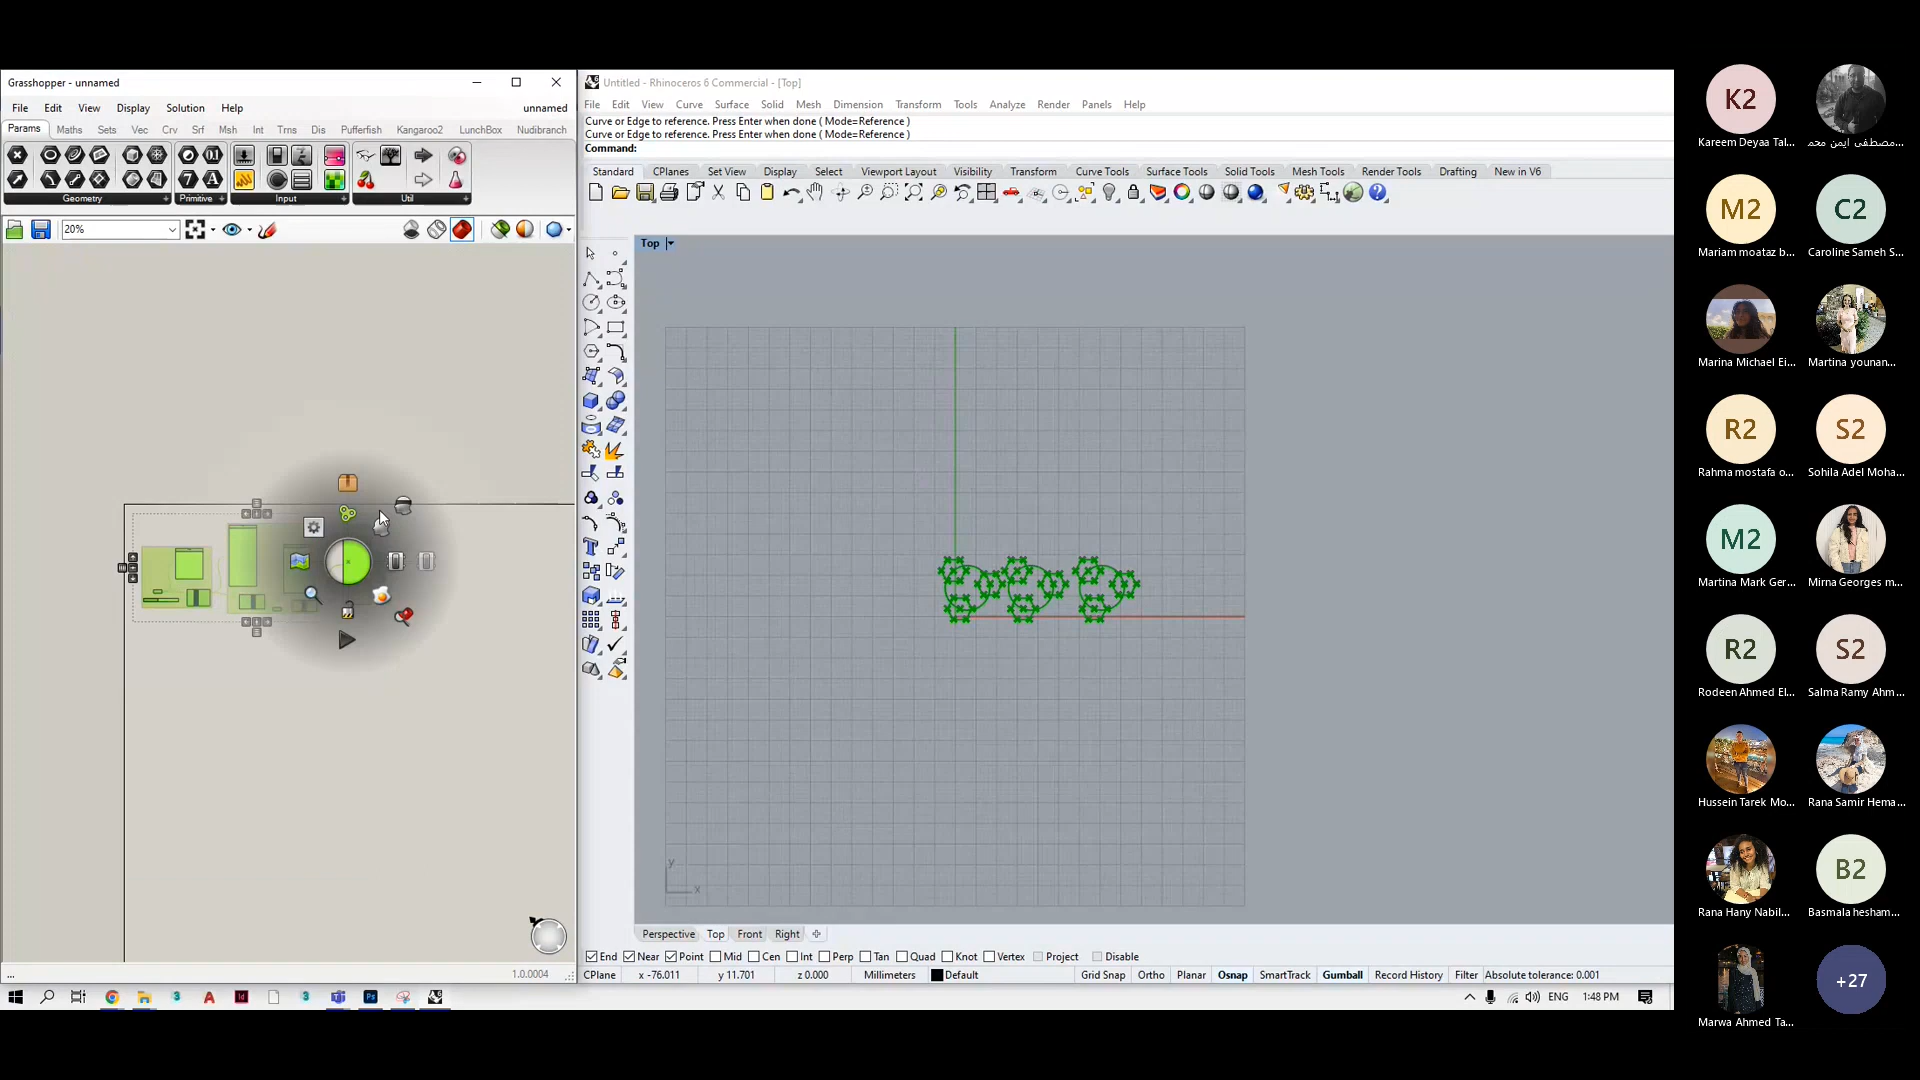 Grasshopper - unnamed
File Edit View Display Solution Help unnamed
Params Maths Sets Vec Crv Srf Msh Int Trns Dis Pufferfish Kangaroo2 LunchBox Nudibranch
Geometry Primitive Input Util
20%
1.0.0004
Untitled - Rhinoceros 6 Commercial - [Top]
File Edit View Curve Surface Solid Mesh Dimension Transform Tools Analyze Render Panels Help
Curve or Edge to reference. Press Enter when done ( Mode=Reference )
Curve or Edge to reference. Press Enter when done ( Mode=Reference )
Command:
Standard CPlanes Set View Display Select Viewport Layout Visibility Transform Curve Tools Surface Tools Solid Tools Mesh Tools Render Tools Drafting New in V6
Top
y
x
Perspective Top Front Right
End Near Point Mid Cen Int Perp Tan Quad Knot Vertex Project Disable
CPlane x -76.011 y 11.701 z 0.000 Millimeters Default Grid Snap Ortho Planar Osnap SmartTrack Gumball Record History Filter Absolute tolerance: 0.001
ENG 1:48 PM
K2
Kareem Deyaa Tal...
مصطفى ايمن محم...
M2 C2
Mariam moataz b... Caroline Sameh S...
Marina Michael Ei... Martina younan...
R2 S2
Rahma mostafa o... Sohila Adel Moha...
M2
Martina Mark Ger... Mirna Georges m...
R2 S2
Rodeen Ahmed El... Salma Ramy Ahm...
Hussein Tarek Mo... Rana Samir Hema...
B2
Rana Hany Nabil... Basmala hesham...
+27
Marwa Ahmed Ta...